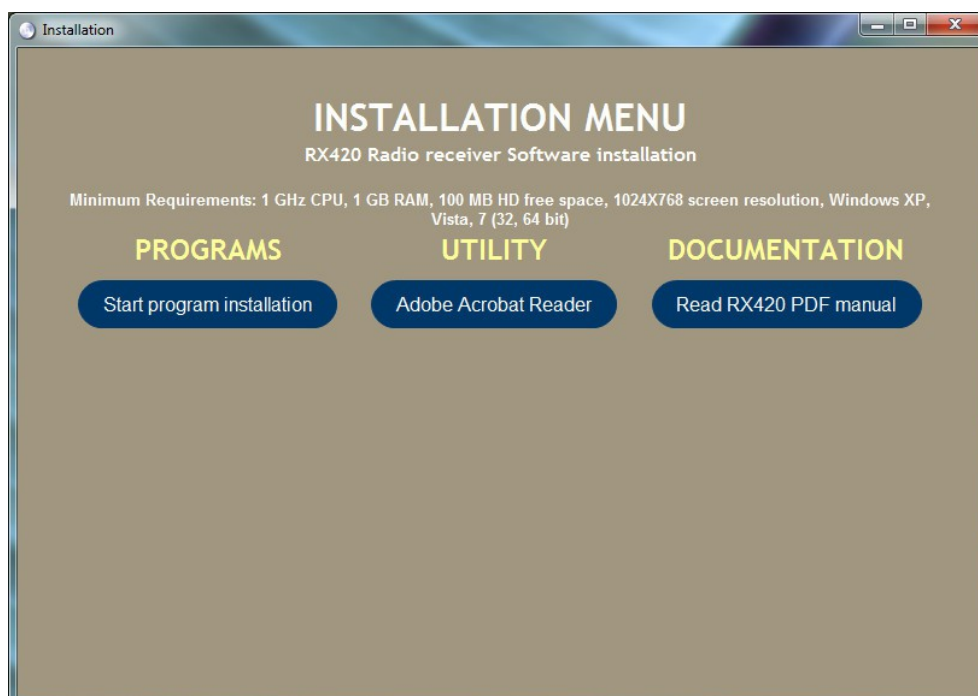 Installation
INSTALLATION MENU
RX420 Radio receiver Software installation
Minimum Requirements: 1 GHz CPU, 1 GB RAM, 100 MB HD free space, 1024X768 screen resolution, Windows XP,
Vista, 7 (32, 64 bit)
PROGRAMS UTILITY DOCUMENTATION
Start program installation Adobe Acrobat Reader Read RX420 PDF manual